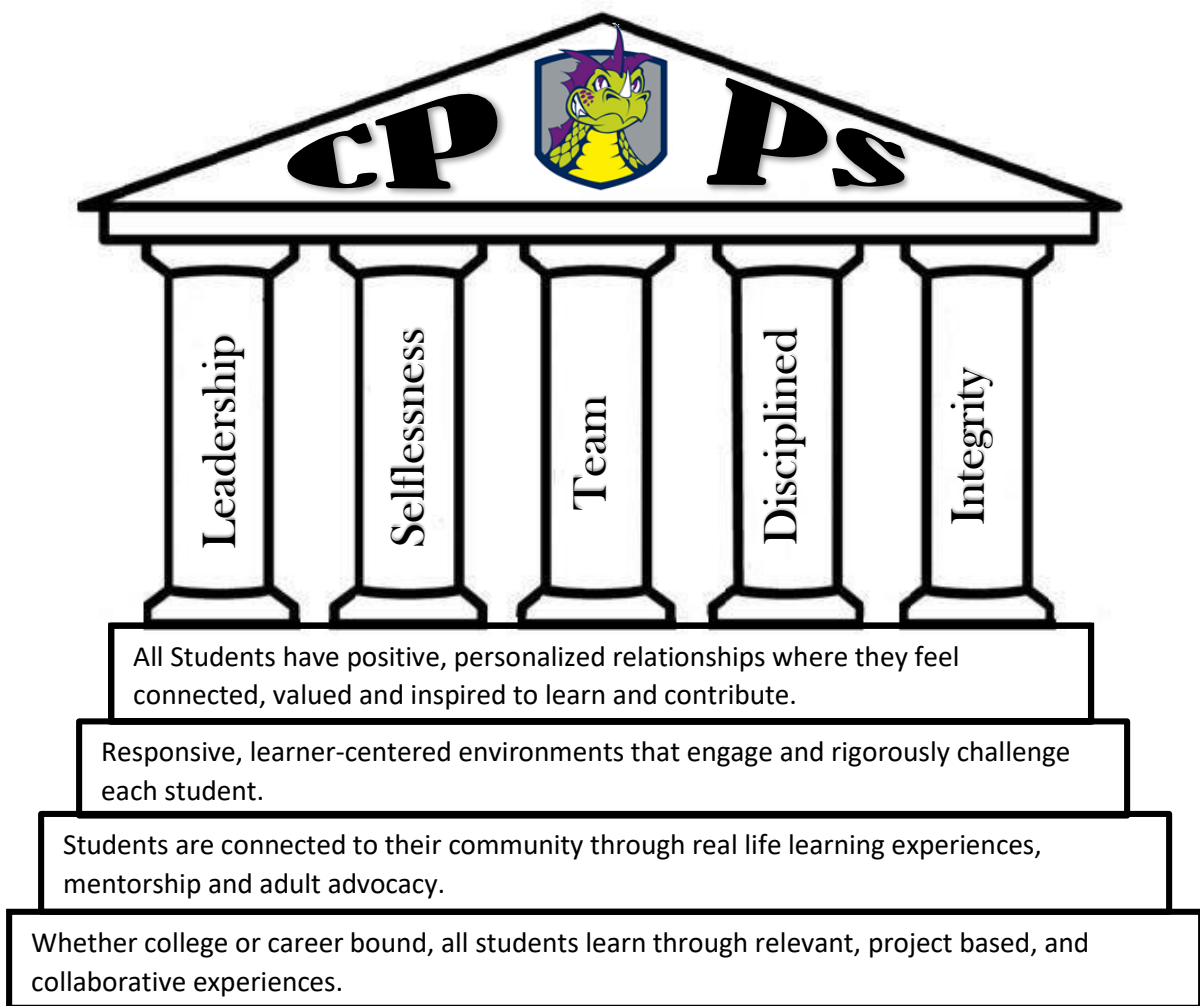 CP PS
Leadership
Selflessness
Team
Disciplined
Integrity
All Students have positive, personalized relationships where they feel
connected, valued and inspired to learn and contribute.
Responsive, learner-centered environments that engage and rigorously challenge
each student.
Students are connected to their community through real life learning experiences,
mentorship and adult advocacy.
Whether college or career bound, all students learn through relevant, project based, and
collaborative experiences.